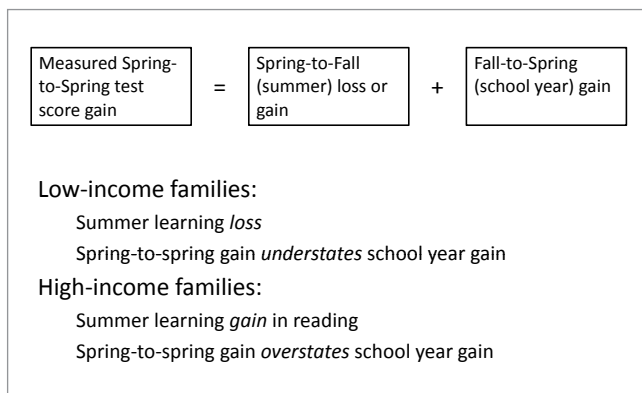 Measured Spring-
to-Spring test
score gain
=
Spring-to-Fall
(summer) loss or
gain
+
Fall-to-Spring
(school year) gain
Low-income families:
Summer learning loss
Spring-to-spring gain understates school year gain
High-income families:
Summer learning gain in reading
Spring-to-spring gain overstates school year gain